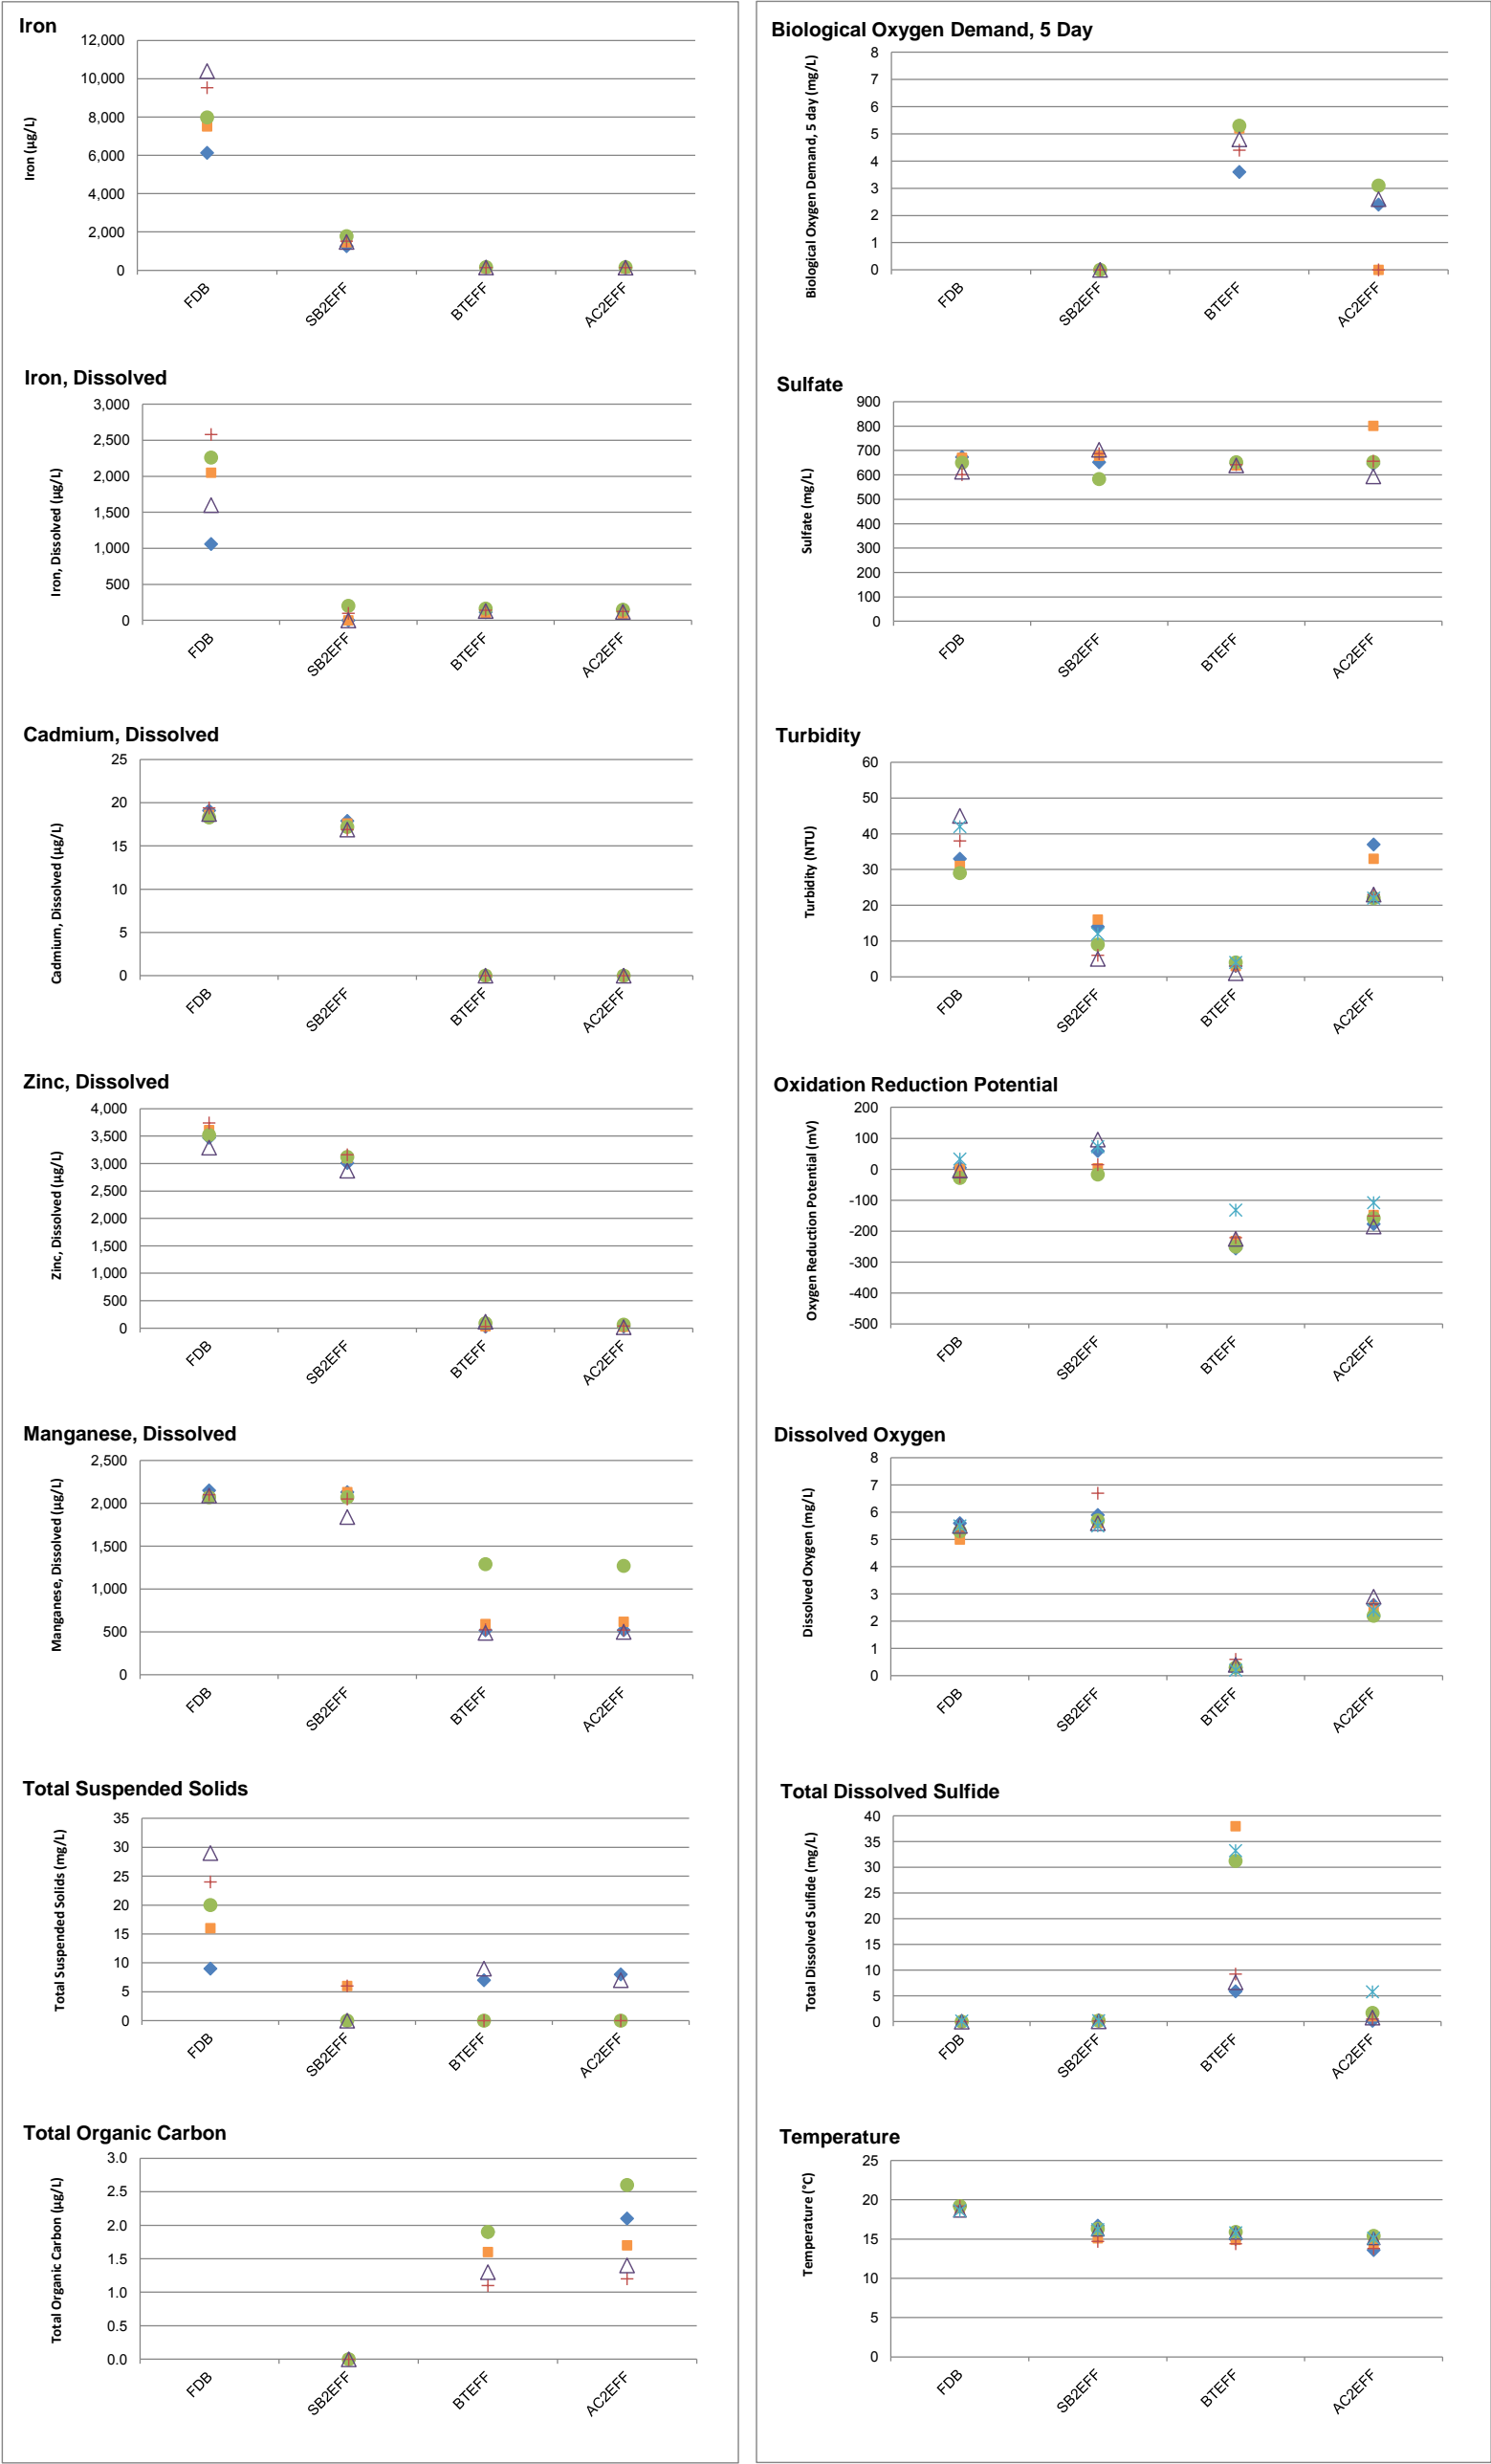 Iron
Iron (µg/L)
12,000
10,000
8,000
6,000
4,000
2,000
0
FDB
SB2EFF
BTEFF
AC2EFF
Iron, Dissolved
Iron, Dissolved (µg/L)
3,000
2,500
2,000
1,500
1,000
500
0
FDB
SB2EFF
BTEFF
AC2EFF
Cadmium, Dissolved
Cadmium, Dissolved (µg/L)
25
20
15
10
5
0
FDB
SB2EFF
BTEFF
AC2EFF
Zinc, Dissolved
Zinc, Dissolved (µg/L)
4,000
3,500
3,000
2,500
2,000
1,500
1,000
500
0
FDB
SB2EFF
BTEFF
AC2EFF
Manganese, Dissolved
Manganese, Dissolved (µg/L)
2,500
2,000
1,500
1,000
500
0
FDB
SB2EFF
BTEFF
AC2EFF
Total Suspended Solids
Total Suspended Solids (mg/L)
35
30
25
20
15
10
5
0
FDB
SB2EFF
BTEFF
AC2EFF
Total Organic Carbon
Total Organic Carbon (µg/L)
3.0
2.5
2.0
1.5
1.0
0.5
0.0
FDB
SB2EFF
BTEFF
AC2EFF
Biological Oxygen Demand, 5 Day
Biological Oxygen Demand, 5 day (mg/L)
8
7
6
5
4
3
2
1
0
FDB
SB2EFF
BTEFF
AC2EFF
Sulfate
Sulfate (mg/L)
900
800
700
600
500
400
300
200
100
0
FDB
SB2EFF
BTEFF
AC2EFF
Turbidity
Turbidity (NTU)
60
50
40
30
20
10
0
FDB
SB2EFF
BTEFF
AC2EFF
Oxidation Reduction Potential
Oxygen Reduction Potential (mV)
200
100
0
-100
-200
-300
-400
-500
FDB
SB2EFF
BTEFF
AC2EFF
Dissolved Oxygen
Dissolved Oxygen (mg/L)
8
7
6
5
4
3
2
1
0
FDB
SB2EFF
BTEFF
AC2EFF
Total Dissolved Sulfide
Total Dissolved Sulfide (mg/L)
40
35
30
25
20
15
10
5
0
FDB
SB2EFF
BTEFF
AC2EFF
Temperature
Temperature (°C)
25
20
15
10
5
0
FDB
SB2EFF
BTEFF
AC2EFF